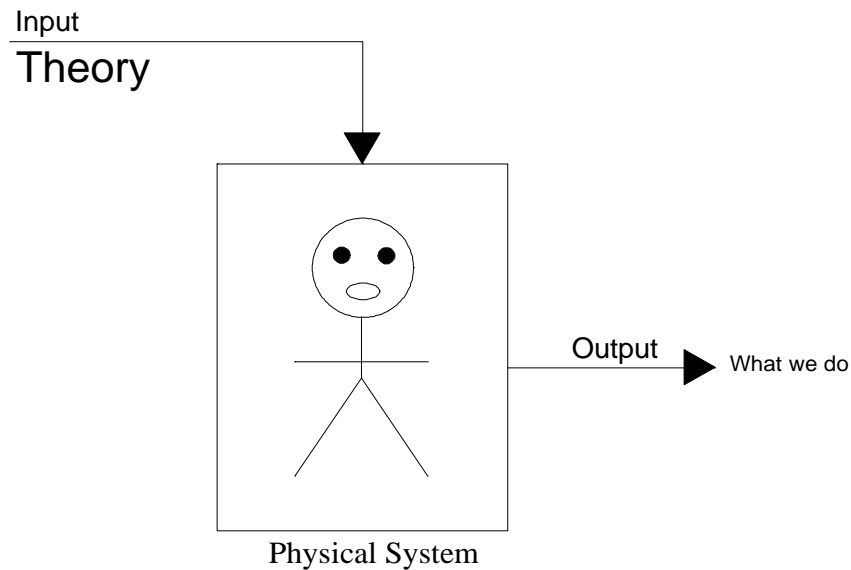 Input
Theory
Output
What we do
Physical System